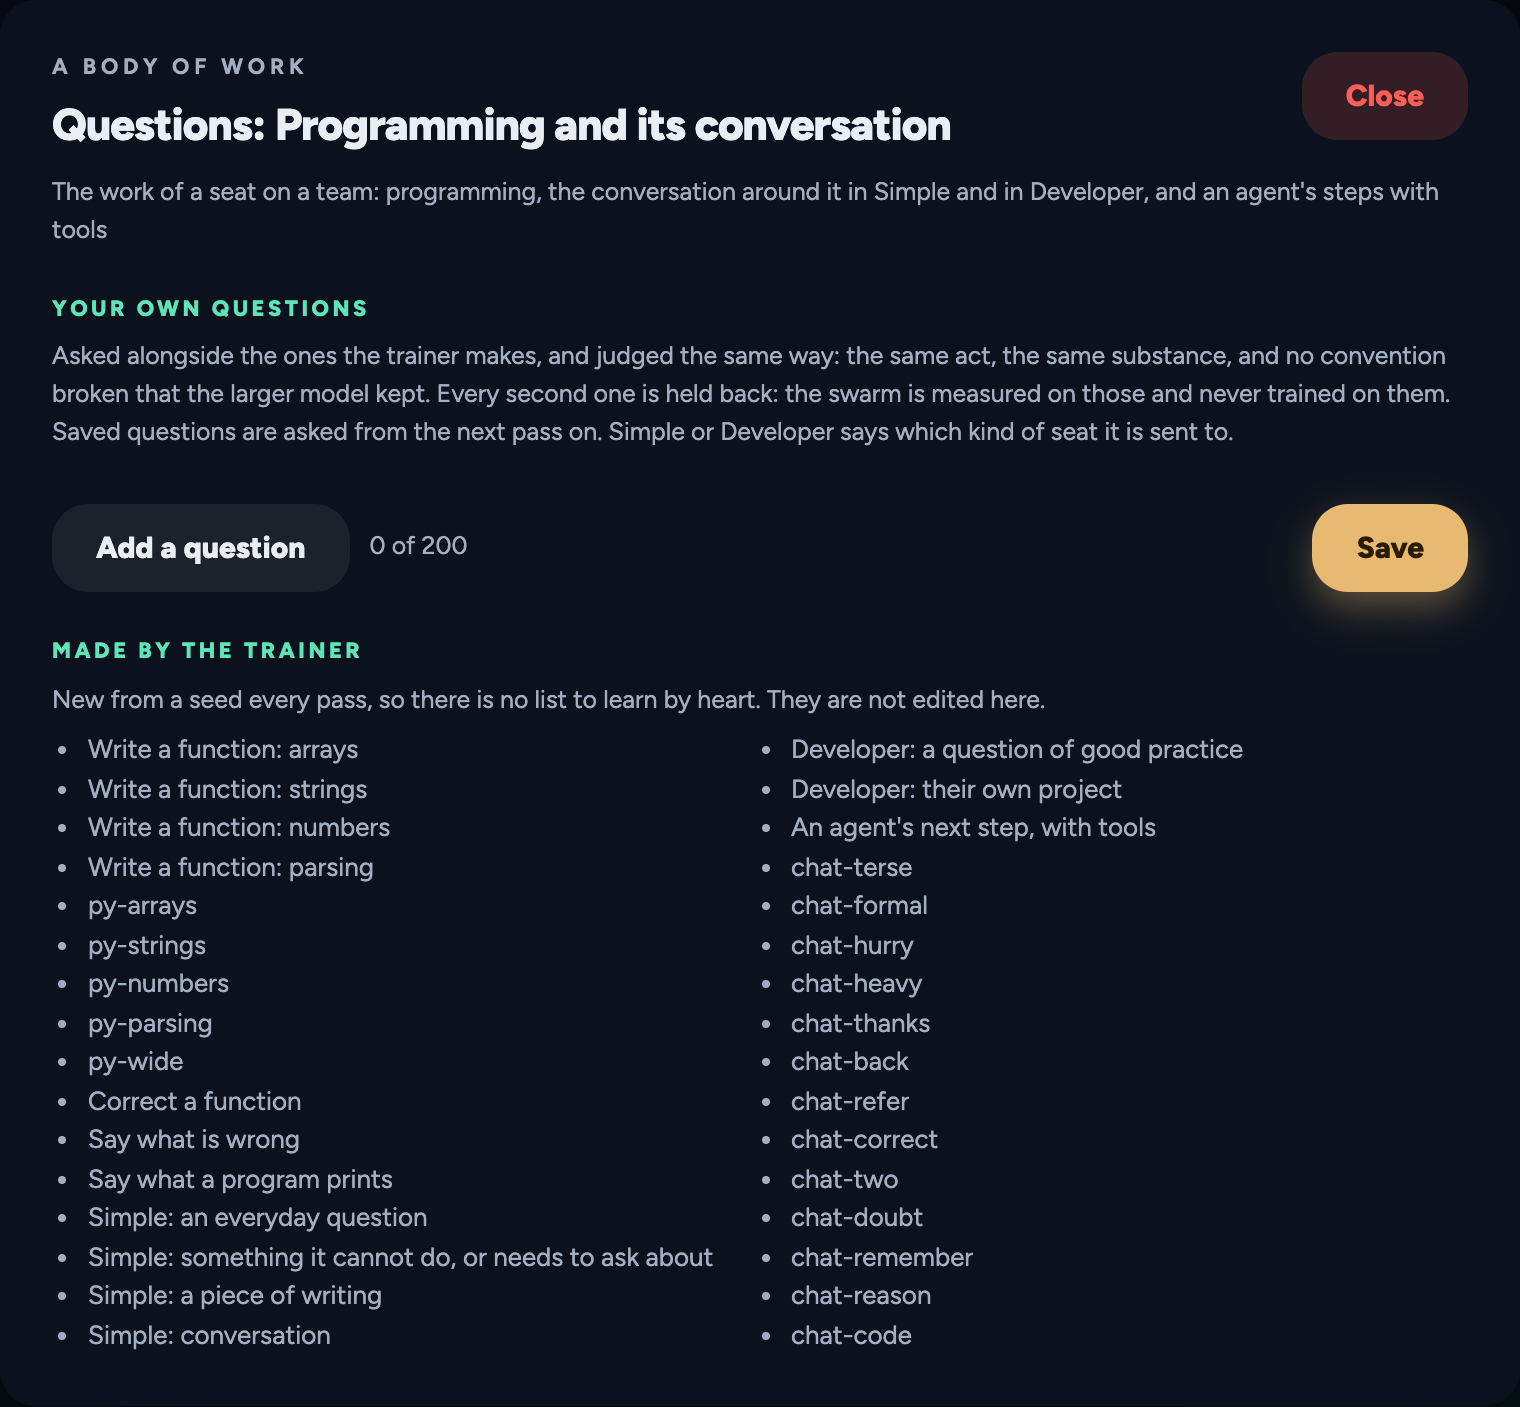 A BODY OF WORK
Close
Questions: Programming and its conversation
The work of a seat on a team: programming, the conversation around it in Simple and in Developer, and an agent's steps with
tools
YOUR OWN QUESTIONS
Asked alongside the ones the trainer makes, and judged the same way: the same act, the same substance, and no convention
broken that the larger model kept. Every second one is held back: the swarm is measured on those and never trained on them.
Saved questions are asked from the next pass on. Simple or Developer says which kind of seat it is sent to.
Add a question
0 of 200
Save
MADE BY THE TRAINER
New from a seed every pass, so there is no list to learn by heart. They are not edited here.
• Write a function: arrays
• Write a function: strings
• Write a function: numbers
• Write a function: parsing
• py-arrays
• py-strings
• py-numbers
• py-parsing
• py-wide
• Correct a function
• Say what is wrong
• Say what a program prints
• Simple: an everyday question
• Simple: something it cannot do, or needs to ask about
• Simple: a piece of writing
• Simple: conversation
• Developer: a question of good practice
• Developer: their own project
• An agent's next step, with tools
• chat-terse
• chat-formal
• chat-hurry
• chat-heavy
• chat-thanks
• chat-back
• chat-refer
• chat-correct
• chat-two
• chat-doubt
• chat-remember
• chat-reason
• chat-code